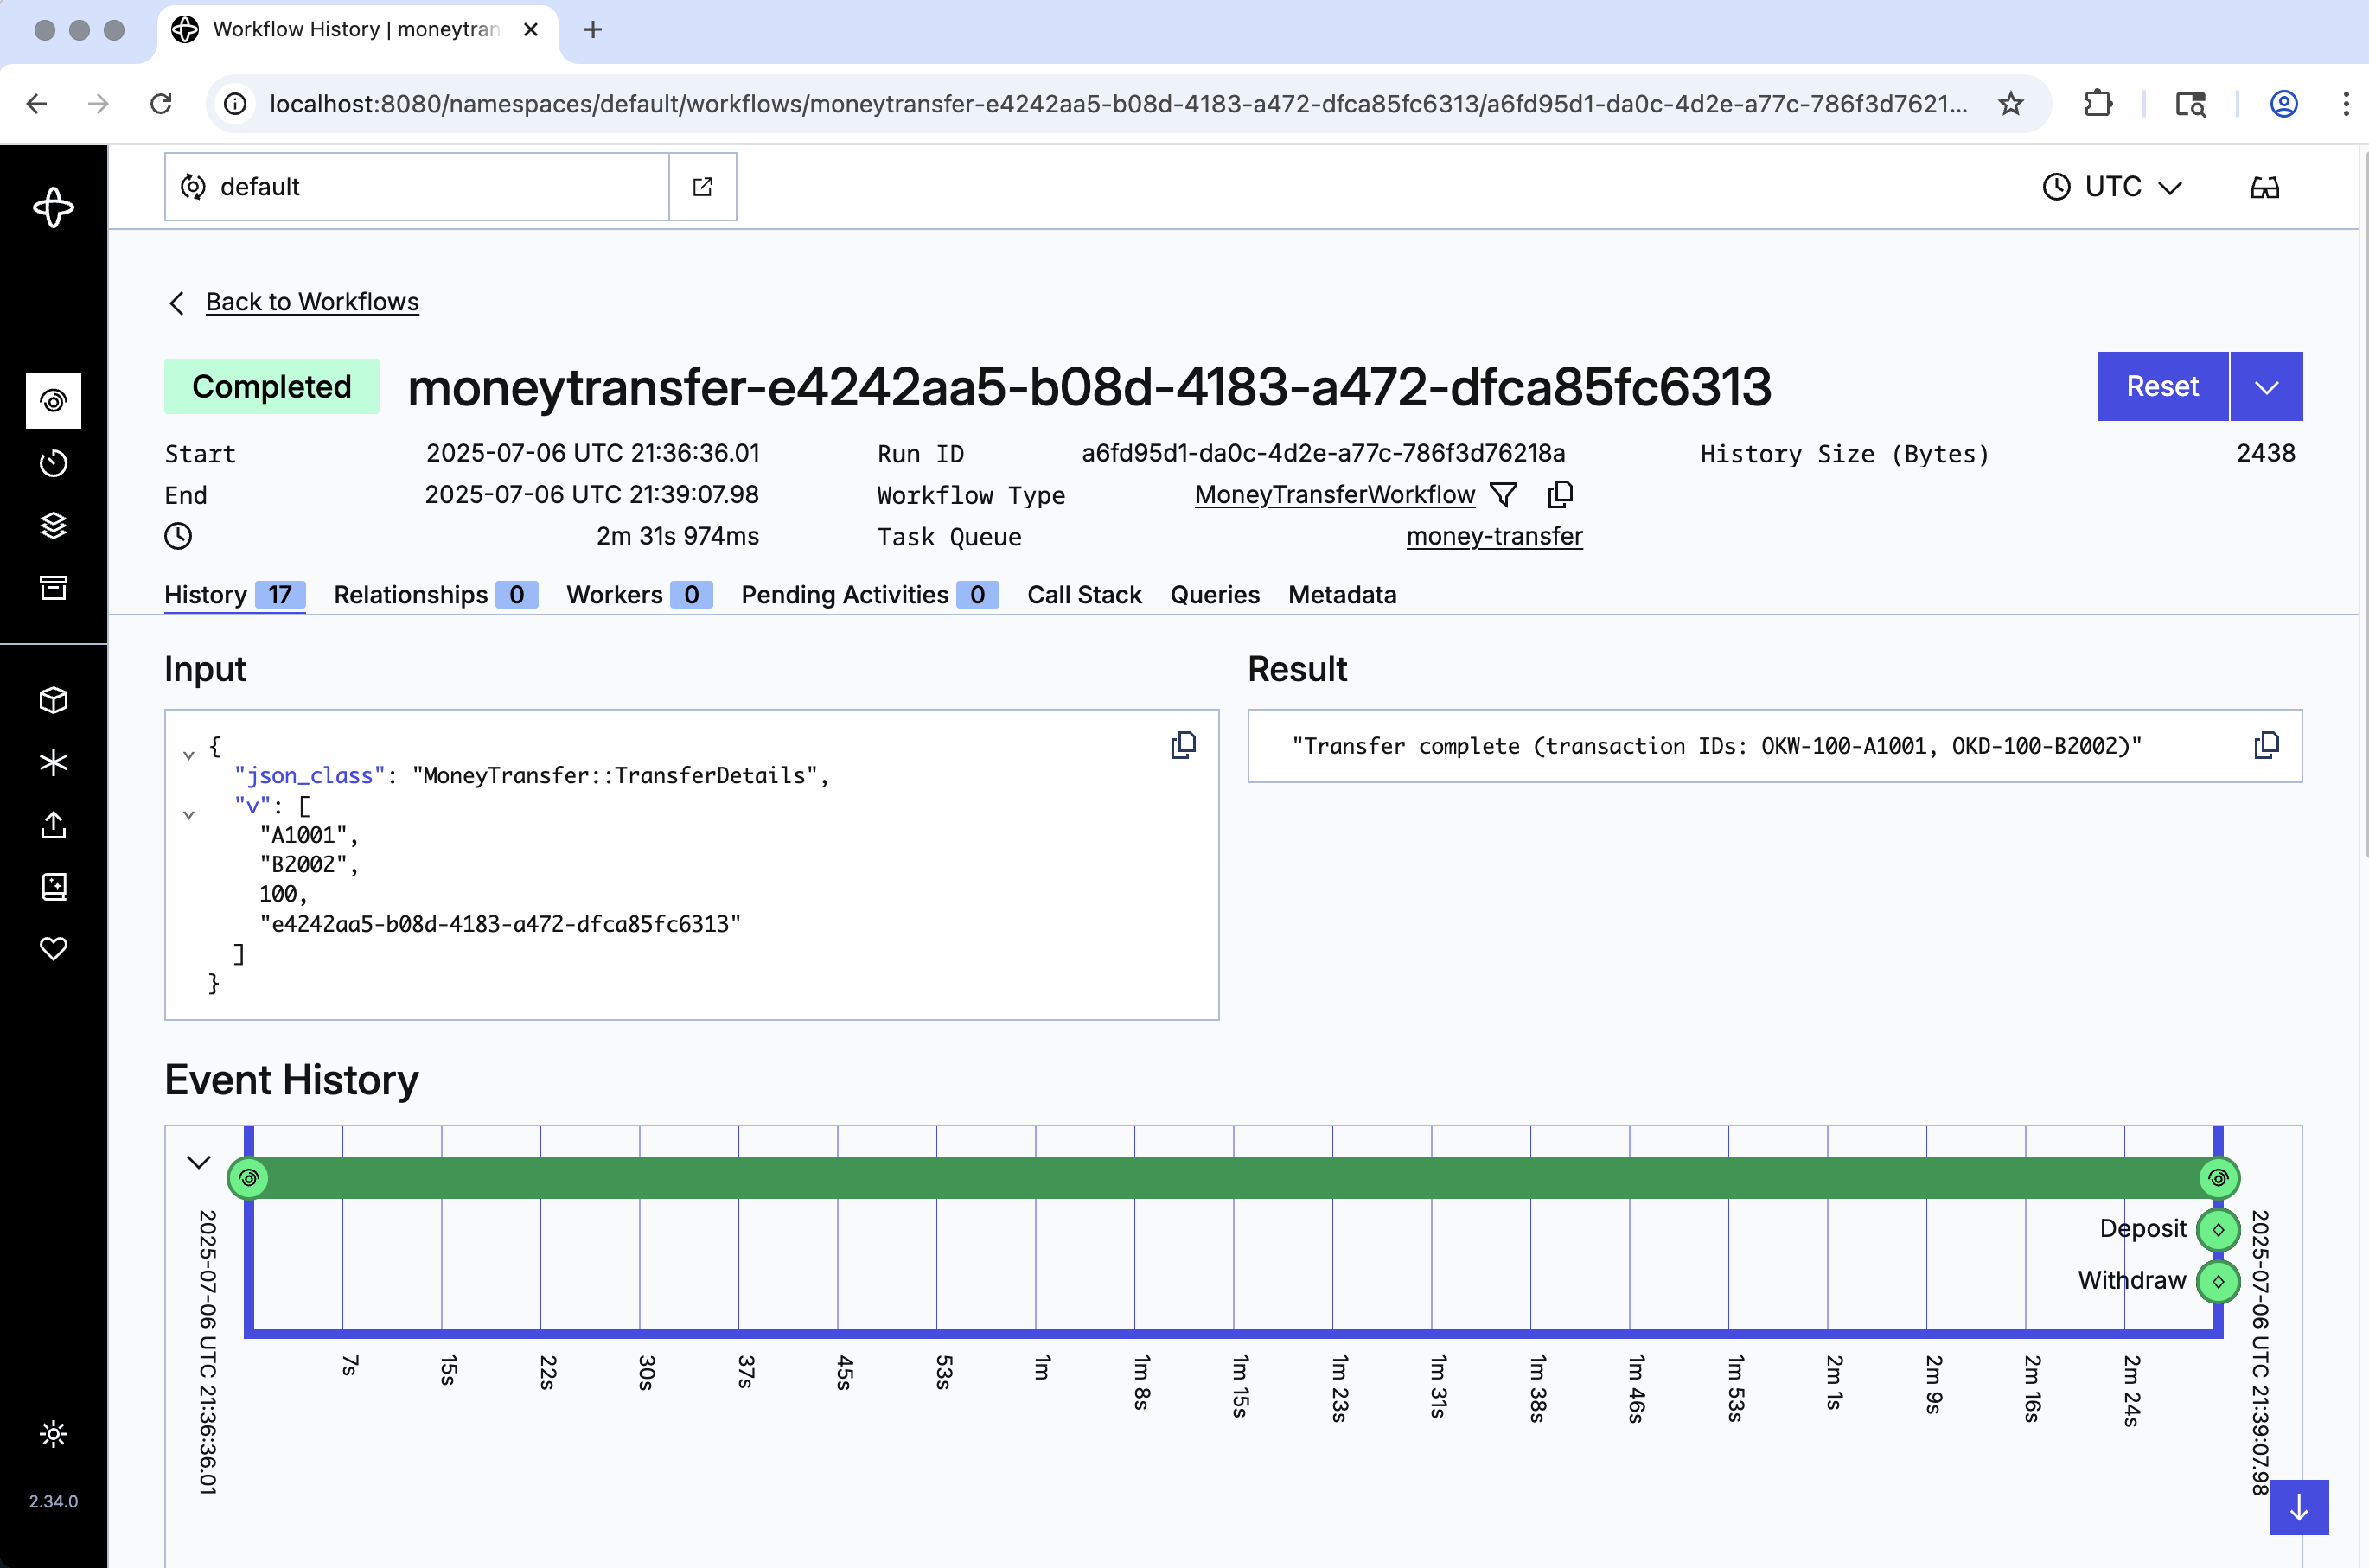 Workflow History | moneytran
localhost:8080/namespaces/default/workflows/moneytransfer-e4242aa5-b08d-4183-a472-dfca85fc6313/a6fd95d1-da0c-4d2e-a77c-786f3d7621...
default
UTC
Back to Workflows
Completed moneytransfer-e4242aa5-b08d-4183-a472-dfca85fc6313 Reset
Start 2025-07-06 UTC 21:36:36.01 Run ID a6fd95d1-da0c-4d2e-a77c-786f3d76218a History Size (Bytes) 2438
End 2025-07-06 UTC 21:39:07.98 Workflow Type MoneyTransferWorkflow
2m 31s 974ms Task Queue money-transfer
History 17 Relationships 0 Workers 0 Pending Activities 0 Call Stack Queries Metadata
Input
{
"json_class": "MoneyTransfer::TransferDetails",
"v": [
"A1001",
"B2002",
100,
"e4242aa5-b08d-4183-a472-dfca85fc6313"
]
}
Result
"Transfer complete (transaction IDs: OKW-100-A1001, OKD-100-B2002)"
Event History
Deposit
Withdraw
2025-07-06 UTC 21:36:36.01
7s
15s
22s
30s
37s
45s
53s
1m
1m 8s
1m 15s
1m 23s
1m 31s
1m 38s
1m 46s
1m 53s
2m 1s
2m 9s
2m 16s
2m 24s
2025-07-06 UTC 21:39:07.98
2.34.0